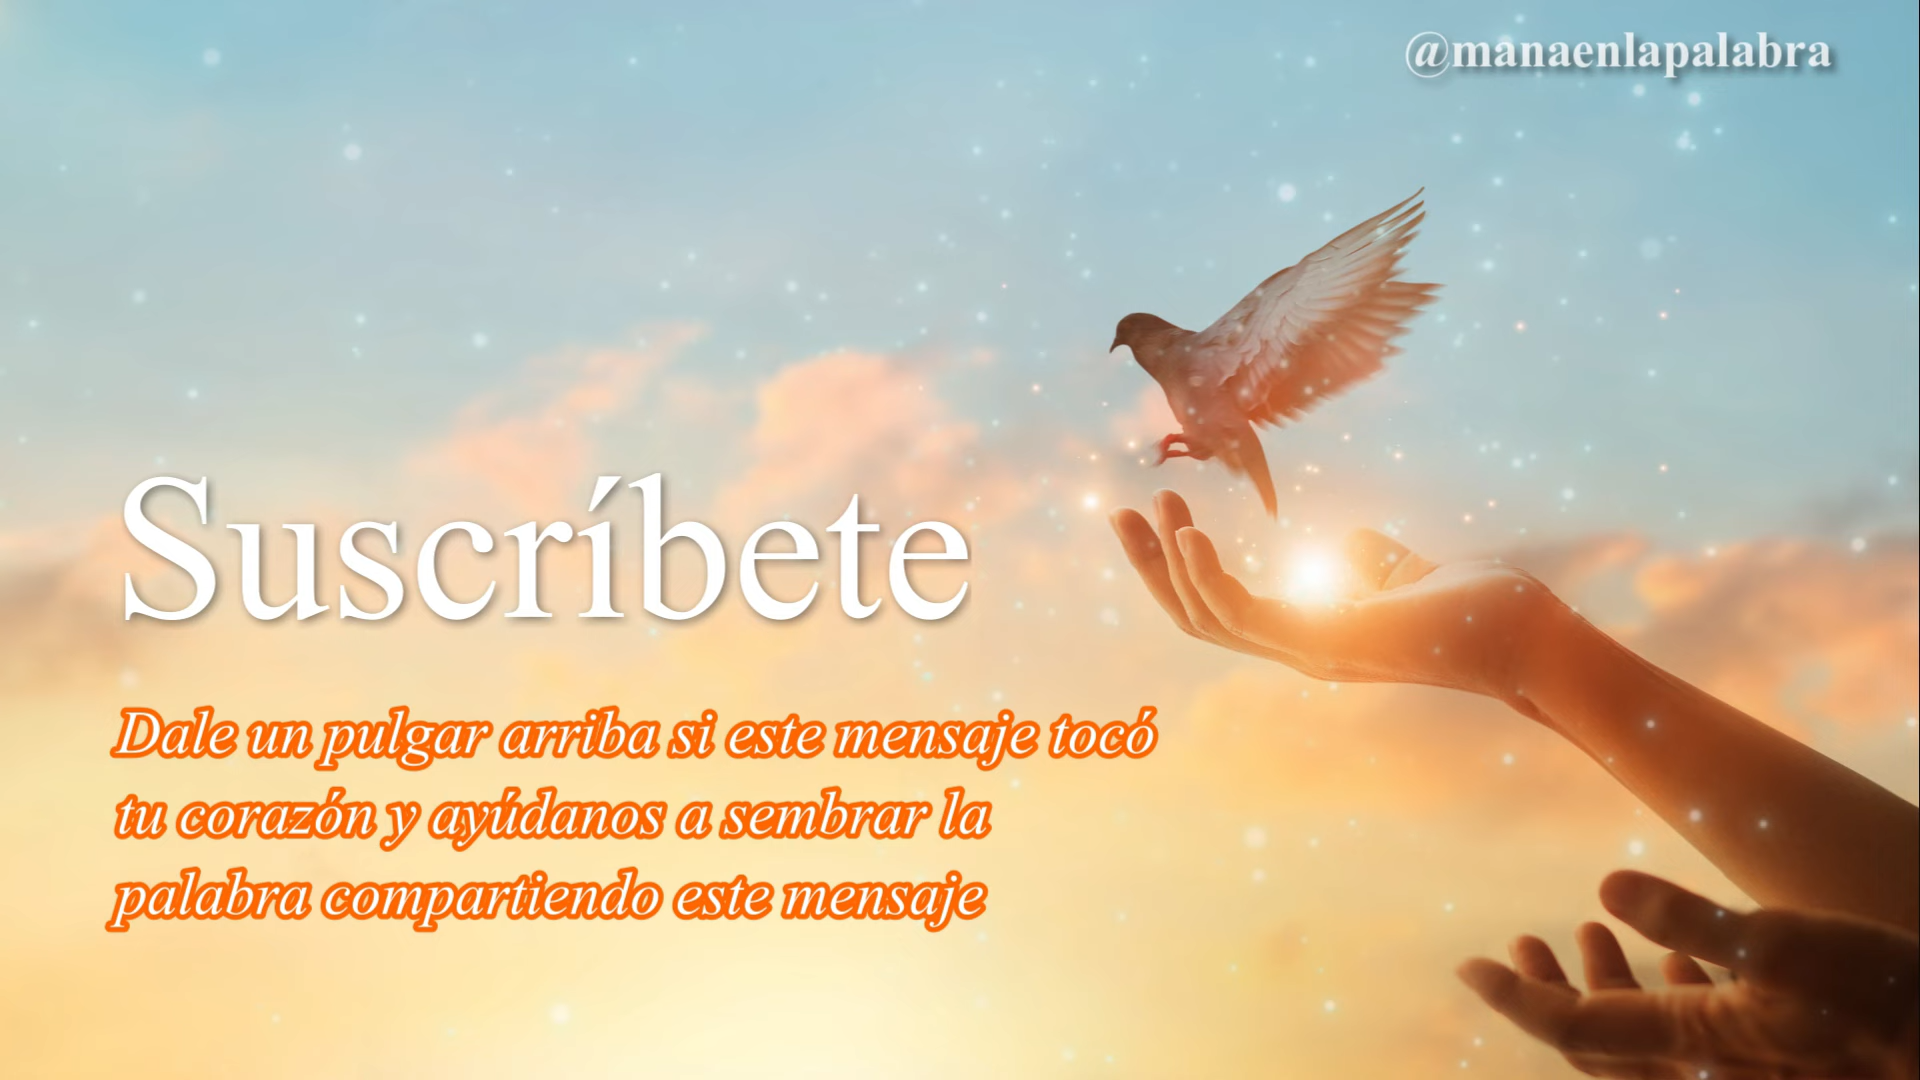 @manaenlapalabra
Suscríbete
Dale un pulgar arriba si este mensaje tocó
tu corazón y ayúdanos a sembrar la
palabra compartiendo este mensaje